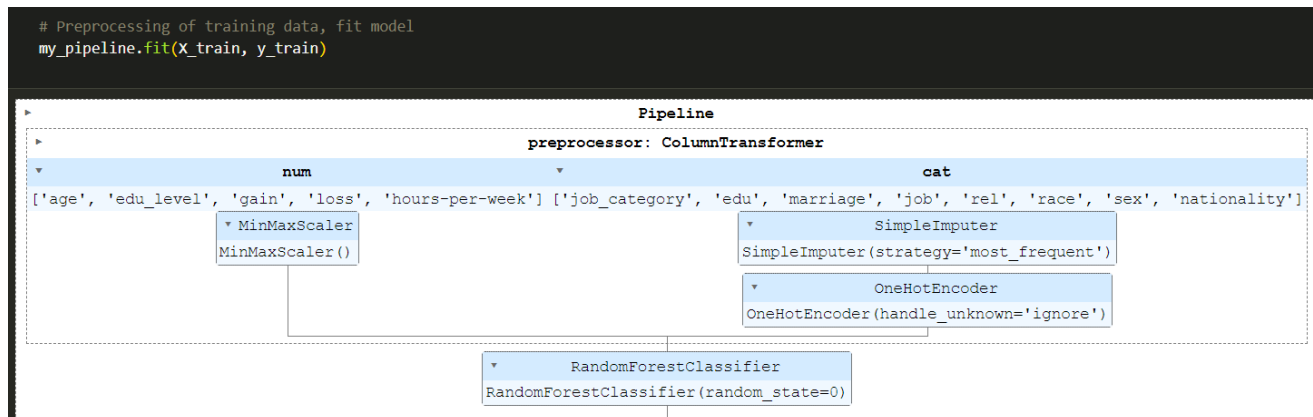 # Preprocessing of training data, fit model
my_pipeline.fit(X_train, y_train)
Pipeline
preprocessor: ColumnTransformer
num
cat
['age', 'edu_level', 'gain', 'loss', 'hours-per-week']
['job_category', 'edu', 'marriage', 'job', 'rel', 'race', 'sex', 'nationality']
MinMaxScaler
MinMaxScaler()
SimpleImputer
SimpleImputer(strategy='most_frequent')
OneHotEncoder
OneHotEncoder(handle_unknown='ignore')
RandomForestClassifier
RandomForestClassifier(random_state=0)